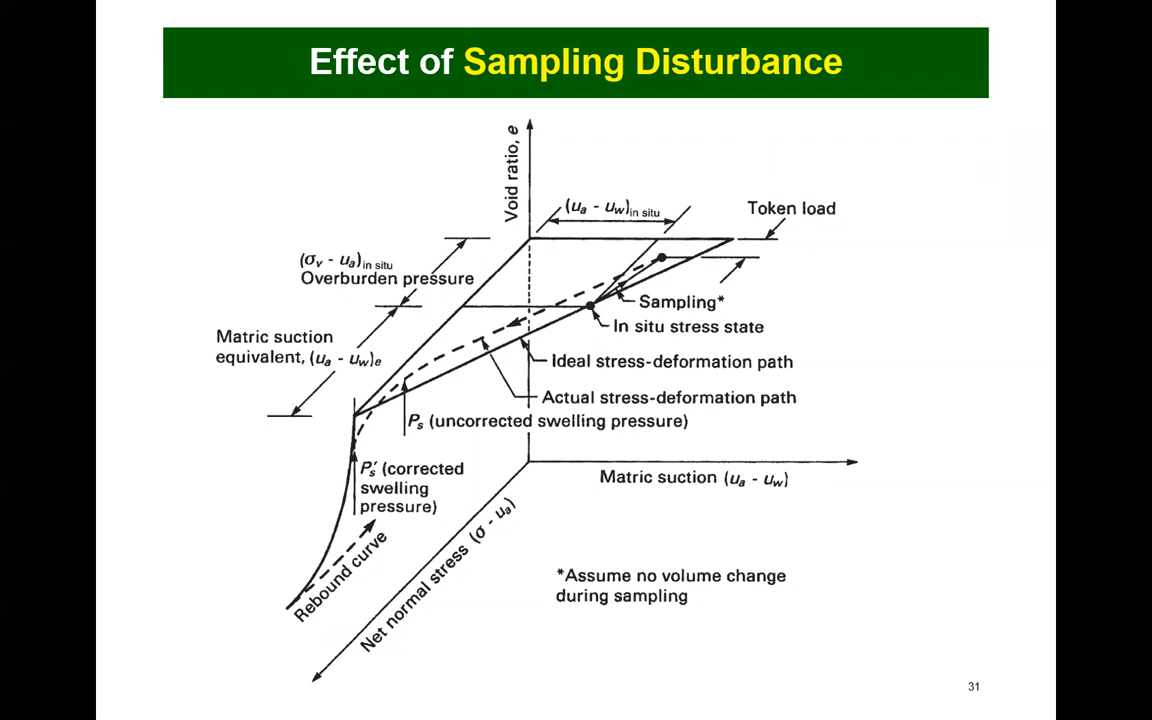 Effect of Sampling Disturbance
Void ratio, e
(uₐ - u_w) in situ
Token load
(σᵥ - uₐ) in situ
Overburden pressure
Sampling*
In situ stress state
Matric suction
equivalent, (uₐ - u_w)ₑ
Ideal stress-deformation path
Actual stress-deformation path
Pₛ (uncorrected swelling pressure)
P′ₛ (corrected
swelling
pressure)
Matric suction (uₐ - u_w)
Rebound curve
Net normal stress (σ - uₐ)
*Assume no volume change
during sampling
31